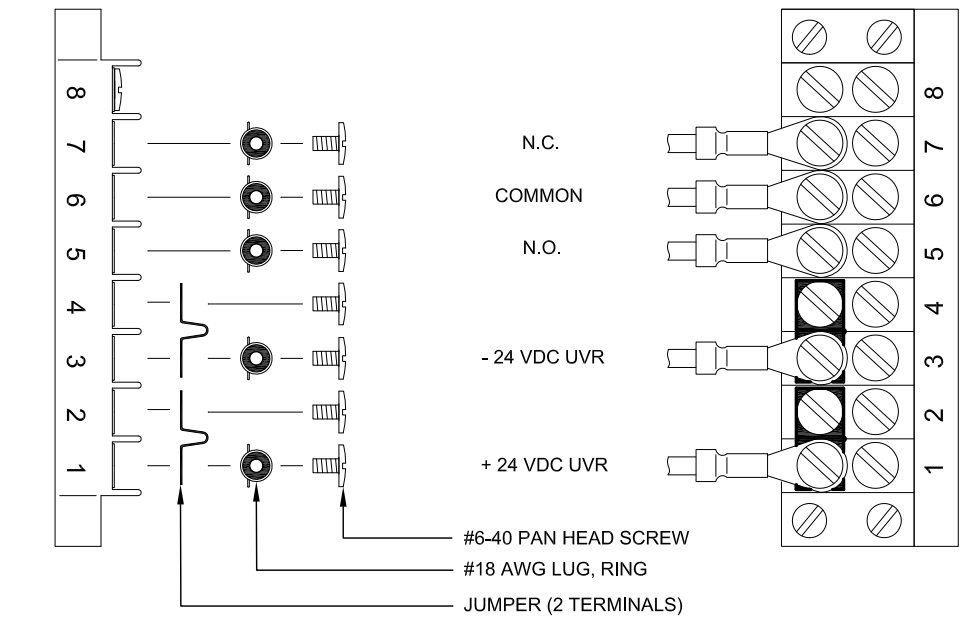 8
7
6
5
4
3
2
1
N.C.
COMMON
N.O.
- 24 VDC UVR
+ 24 VDC UVR
8
7
6
5
4
3
2
1
#6-40 PAN HEAD SCREW
#18 AWG LUG, RING
JUMPER (2 TERMINALS)